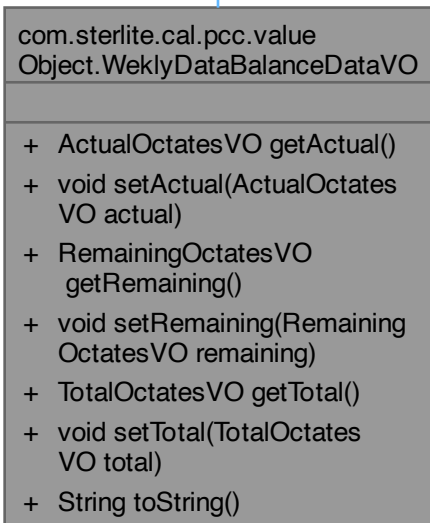 com.sterlite.cal.pcc.value
Object.WeklyDataBalanceDataVO
+ ActualOctatesVO getActual()
+ void setActual(ActualOctates
VO actual)
+ RemainingOctatesVO
getRemaining()
+ void setRemaining(Remaining
OctatesVO remaining)
+ TotalOctatesVO getTotal()
+ void setTotal(TotalOctates
VO total)
+ String toString()